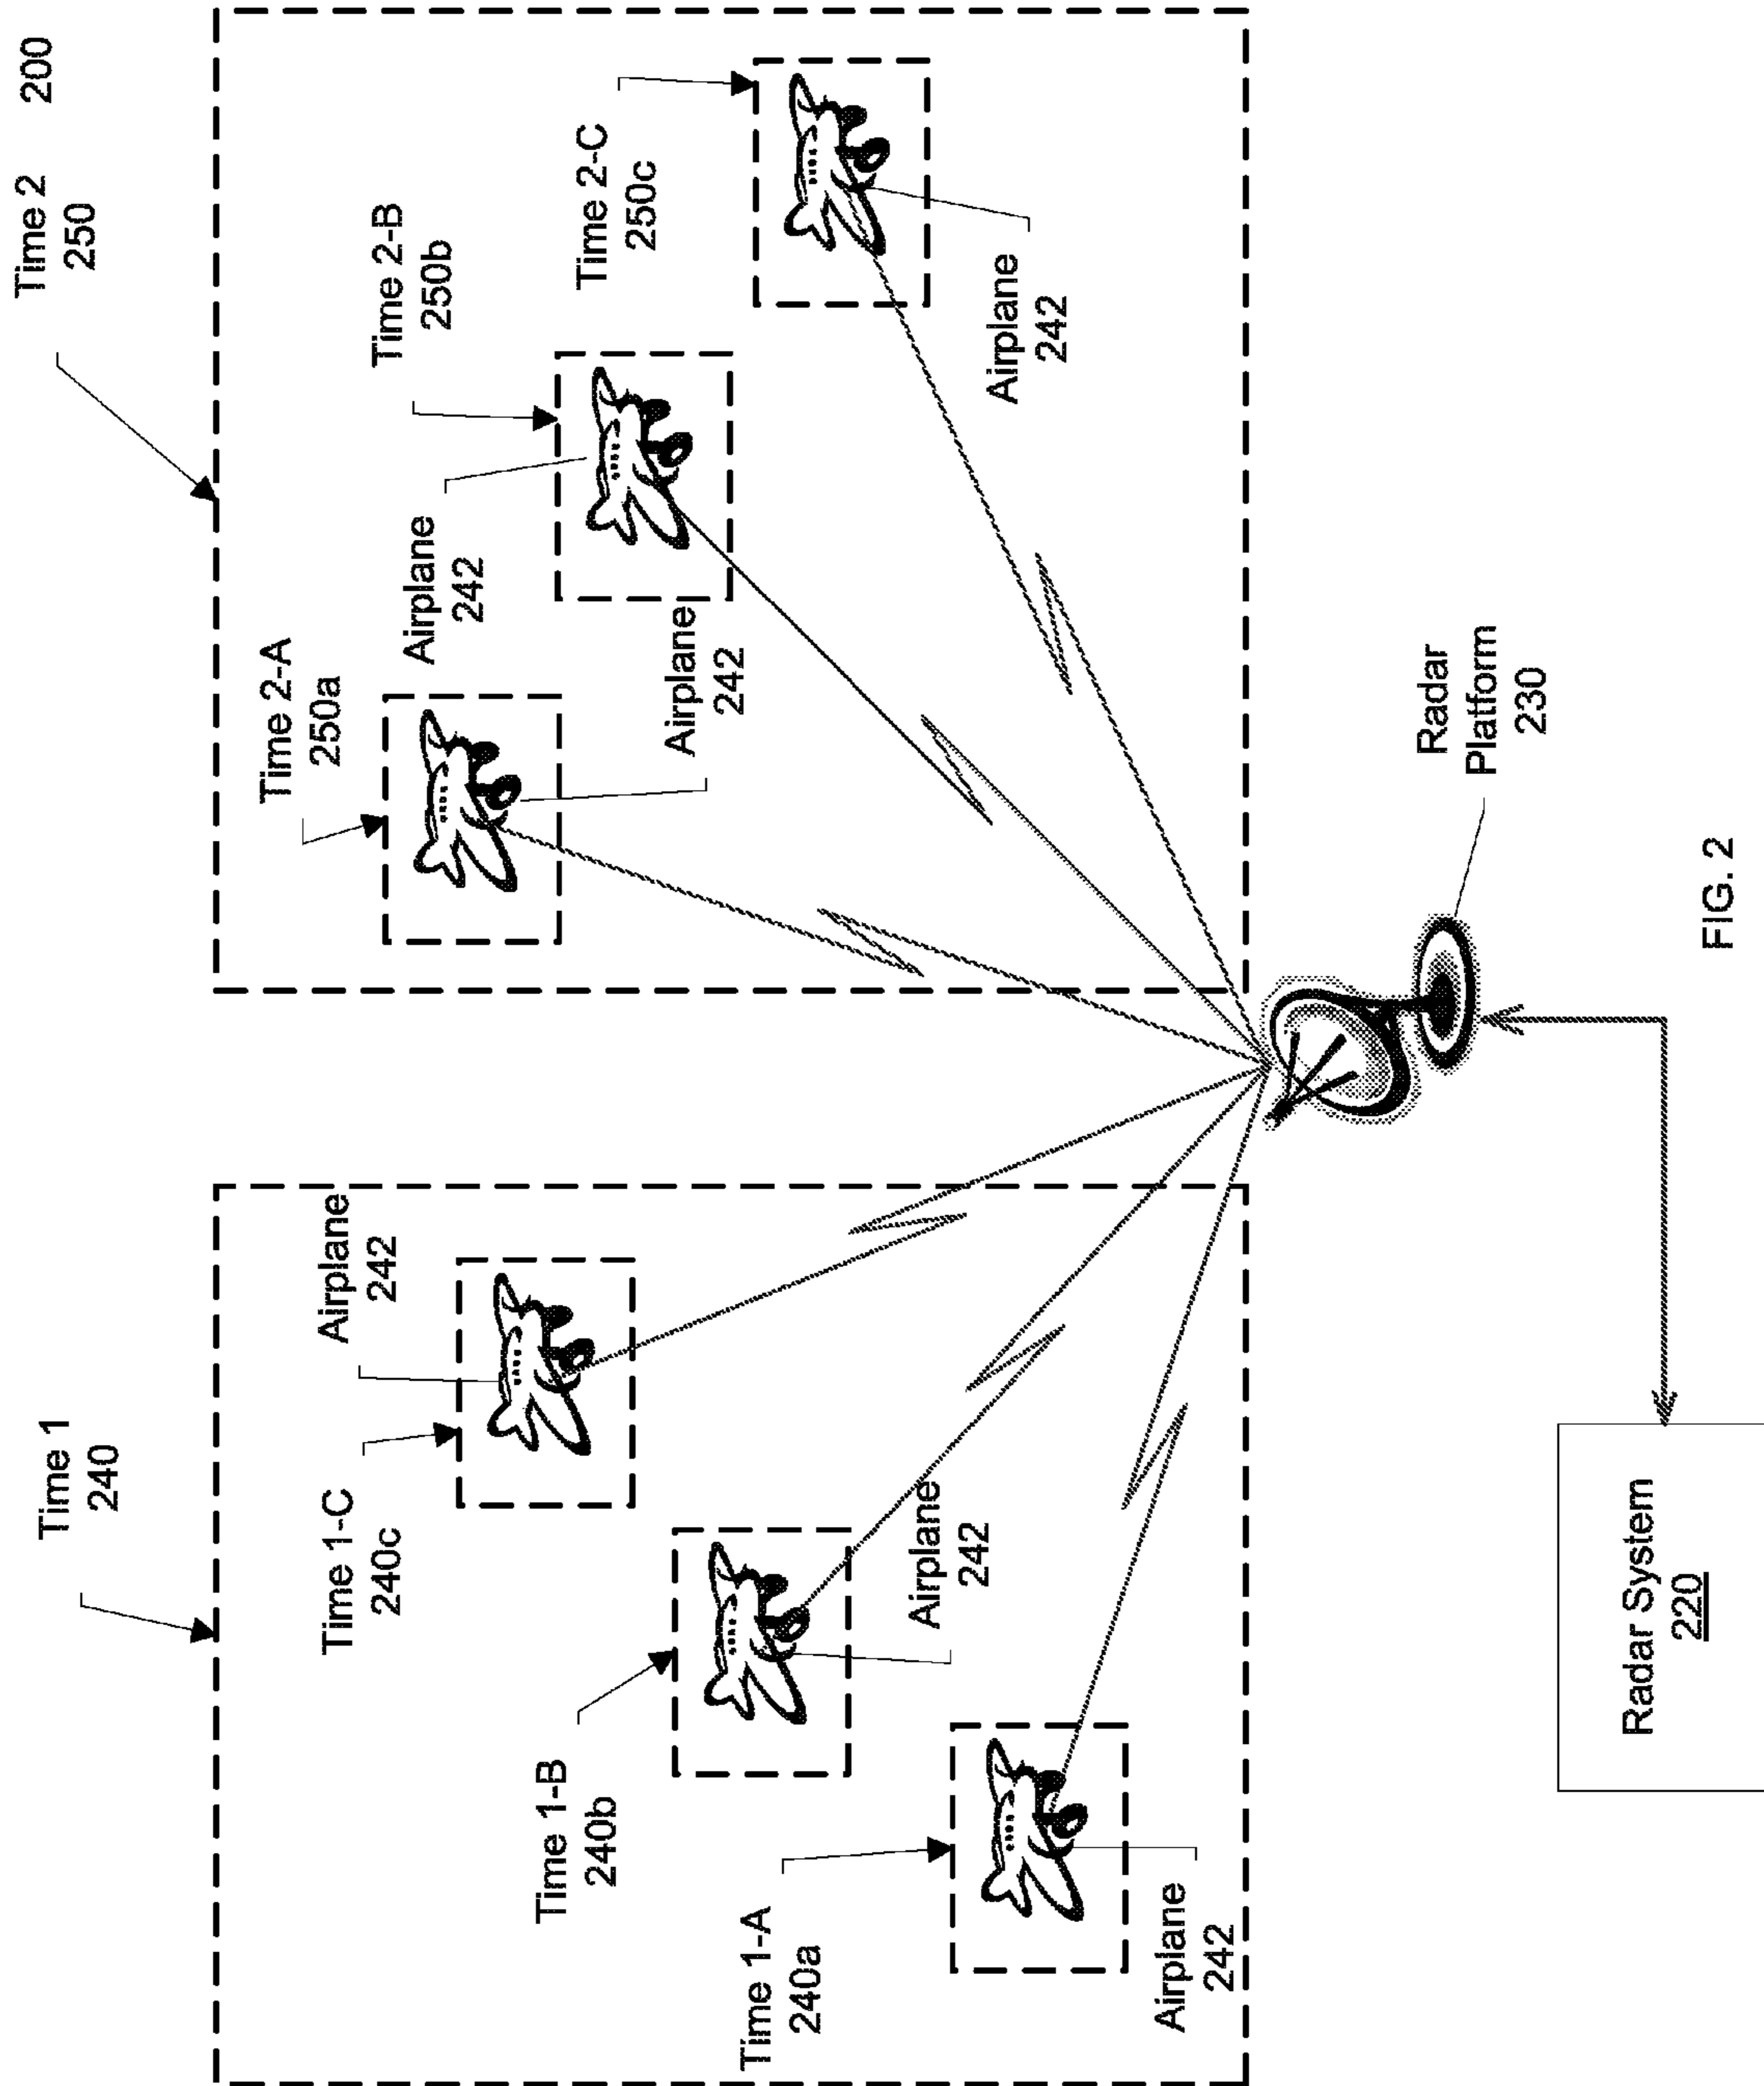 Time 1
240
Time 2
250
200
Time 1-A
240a
Airplane
242
Time 1-B
240b
Airplane
242
Time 1-C
240c
Airplane
242
Time 2-A
250a
Airplane
242
Time 2-B
250b
Airplane
242
Time 2-C
250c
Airplane
242
Radar
Platform
230
Radar System
220
FIG. 2